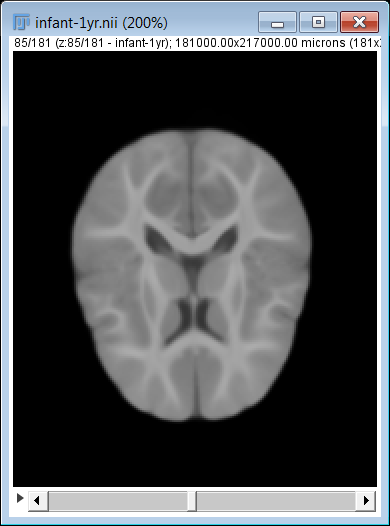 infant-1yr.nii (200%)
85/181 (z:85/181 - infant-1yr); 181000.00x217000.00 microns (181x